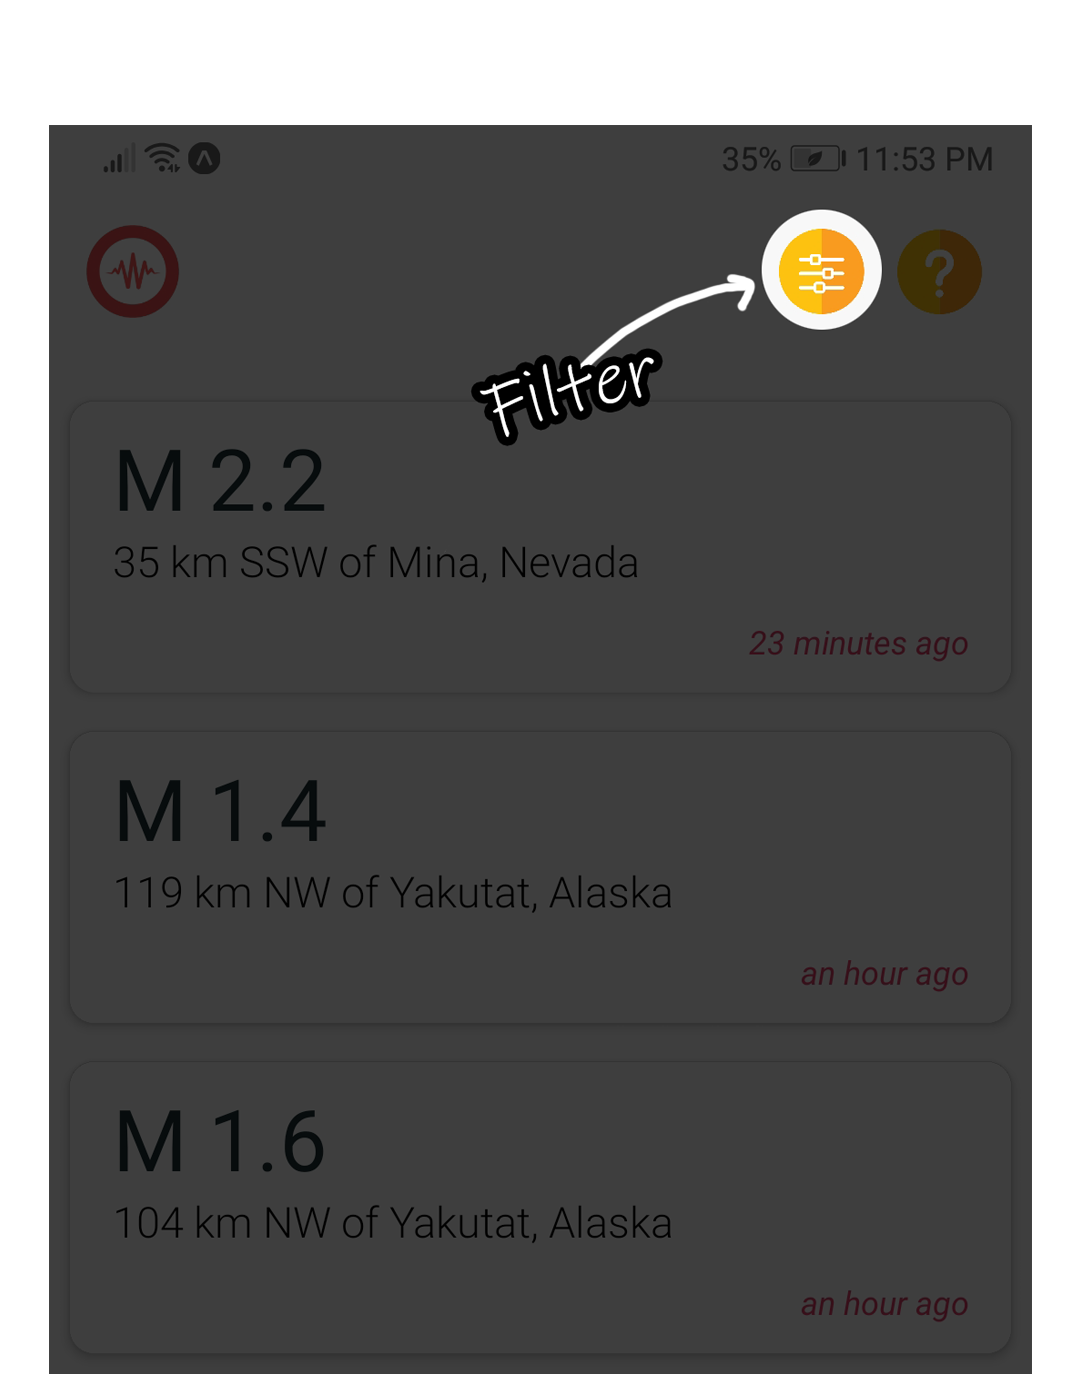 35% 11:53 PM
?
Filter
M 2.2
35 km SSW of Mina, Nevada
23 minutes ago
M 1.4
119 km NW of Yakutat, Alaska
an hour ago
M 1.6
104 km NW of Yakutat, Alaska
an hour ago